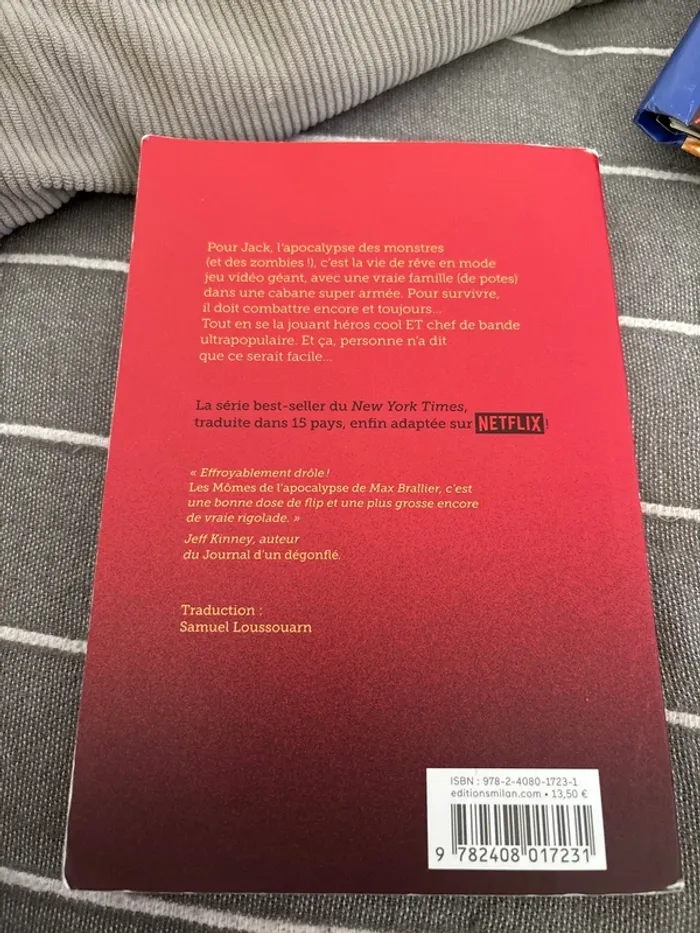 Pour Jack, l'apocalypse des monstres
(et des zombies !), c'est la vie de rêve en mode
jeu vidéo géant, avec une vraie famille (de potes)
dans une cabane super armée. Pour survivre,
il doit combattre encore et toujours...
Tout en se la jouant héros cool ET chef de bande
ultrapopulaire. Et ça, personne n'a dit
que ce serait facile...
La série best-seller du New York Times,
traduite dans 15 pays, enfin adaptée sur NETFLIX !
« Effroyablement drôle !
Les Mômes de l'apocalypse de Max Brallier, c'est
une bonne dose de flip et une plus grosse encore
de vraie rigolade. »
Jeff Kinney, auteur
du Journal d'un dégonflé.
Traduction :
Samuel Loussouarn
ISBN : 978-2-4080-1723-1
editionsmilan.com • 13,50 €
9 782408 017231